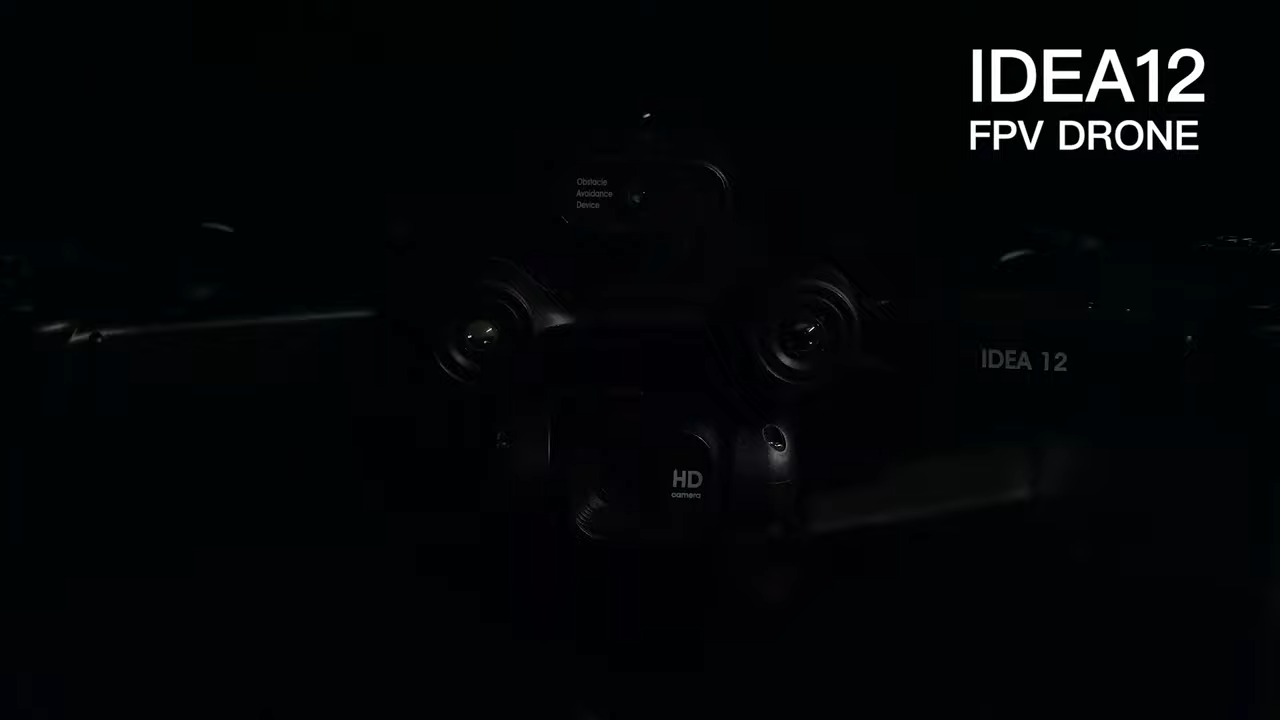 IDEA12
FPV DRONE
Obstacle
Avoidance
Device
IDEA 12
HD
camera